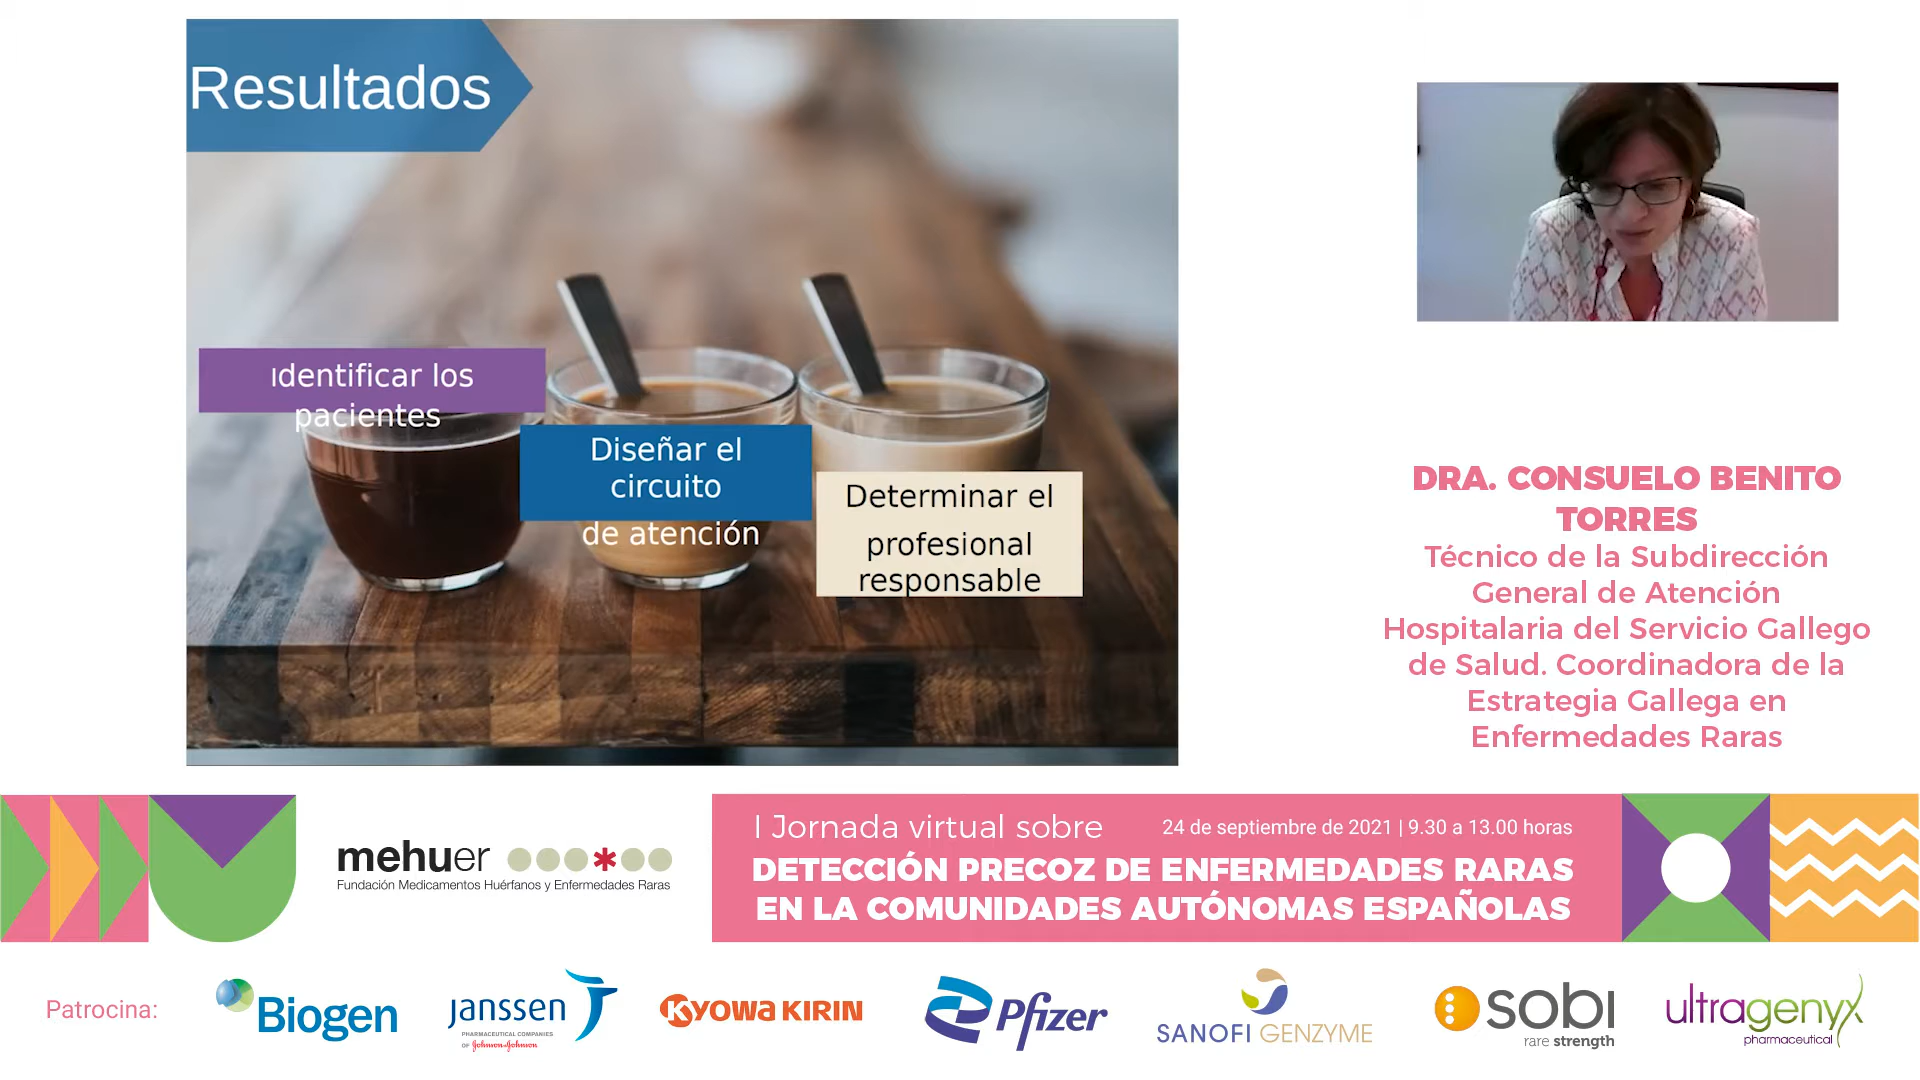 Resultados
Identificar los
pacientes
Diseñar el
circuito
de atención
Determinar el
profesional
responsable
DRA. CONSUELO BENITO
TORRES
Técnico de la Subdirección
General de Atención
Hospitalaria del Servicio Gallego
de Salud. Coordinadora de la
Estrategia Gallega en
Enfermedades Raras
mehuer
Fundación Medicamentos Huérfanos y Enfermedades Raras
I Jornada virtual sobre
24 de septiembre de 2021 | 9.30 a 13.00 horas
DETECCIÓN PRECOZ DE ENFERMEDADES RARAS
EN LA COMUNIDADES AUTÓNOMAS ESPAÑOLAS
Patrocina:
Biogen
janssen
PHARMACEUTICAL COMPANIES
OF Johnson & Johnson
KYOWA KIRIN
Pfizer
SANOFI GENZYME
sobi
rare strength
ultragenyx
pharmaceutical